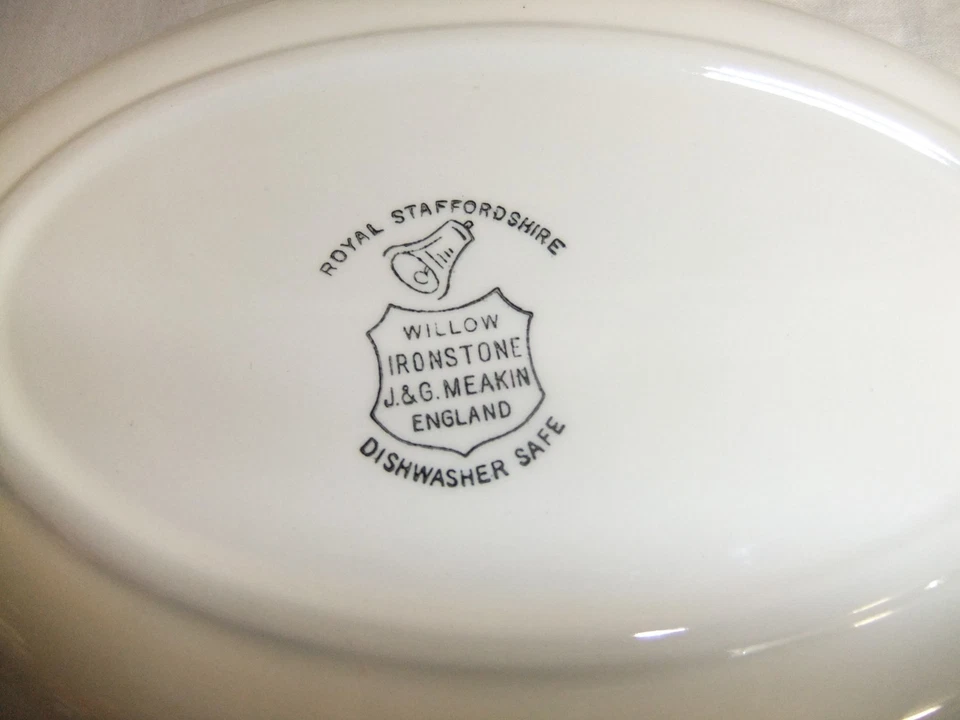 ROYAL STAFFORDSHIRE
WILLOW
IRONSTONE
J.&G. MEAKIN
ENGLAND
DISHWASHER SAFE